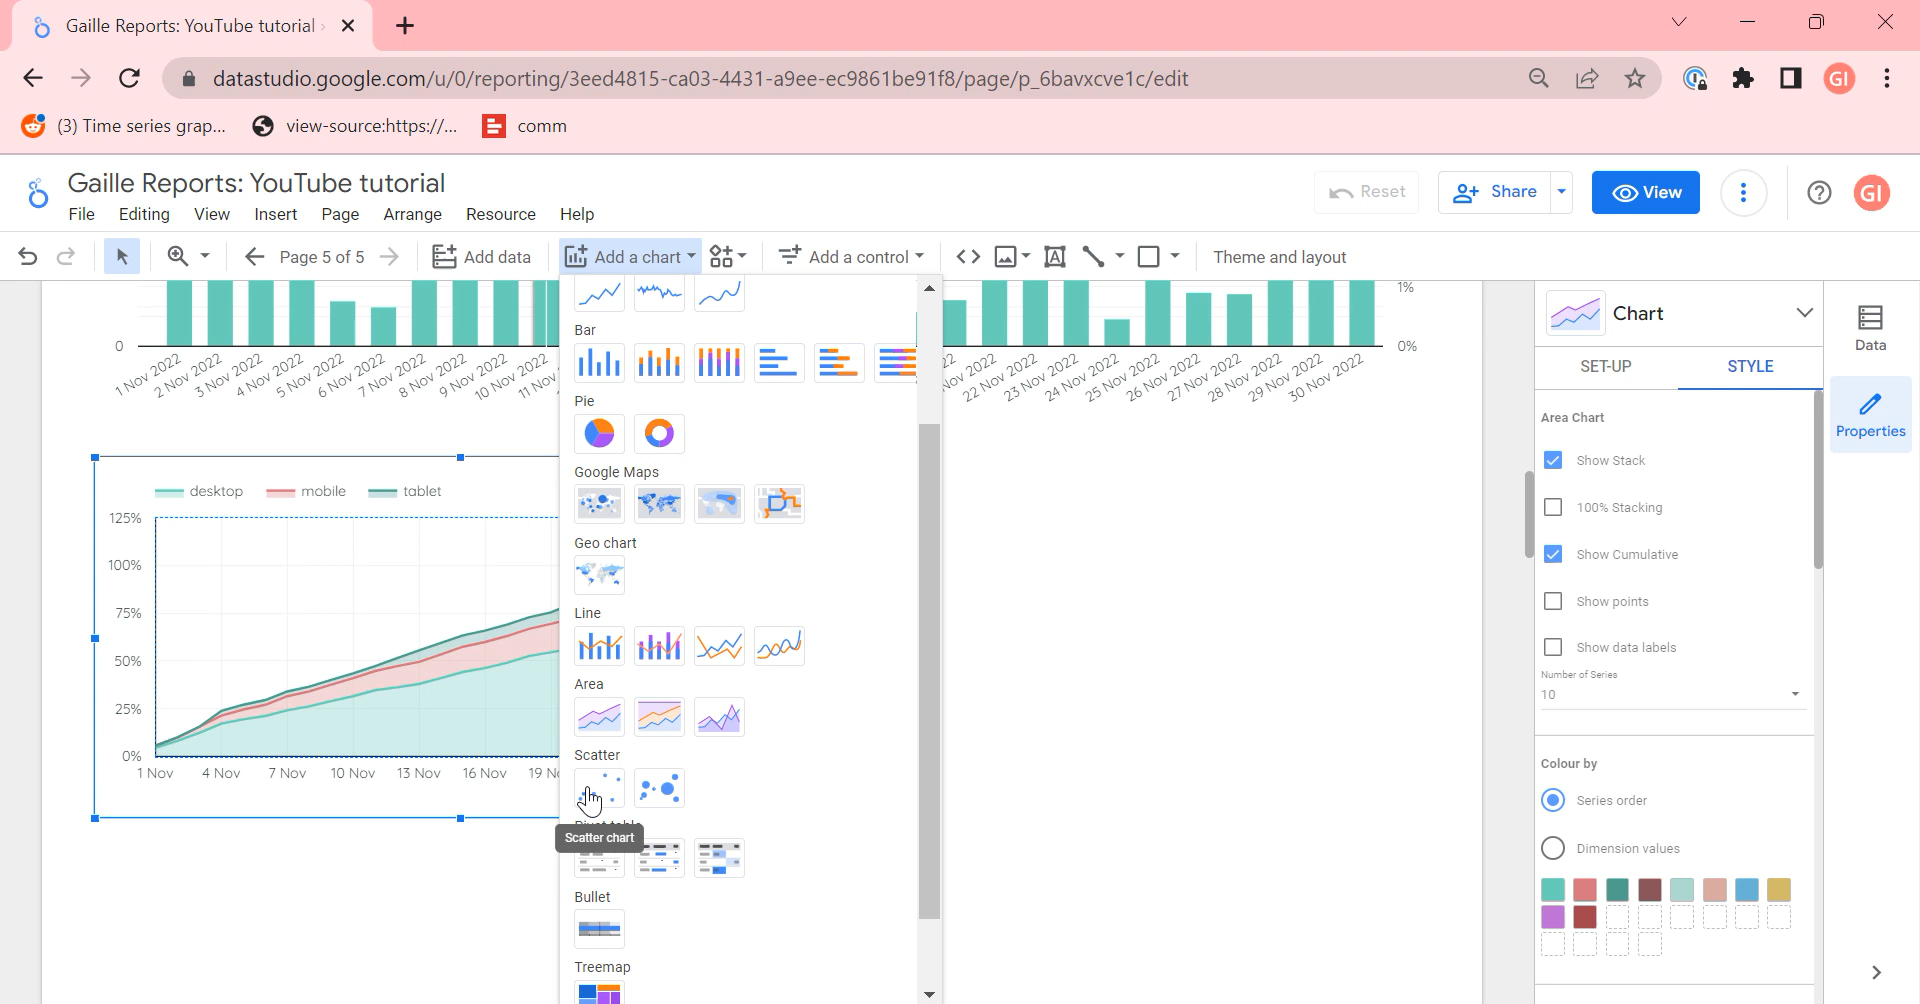 Gaille Reports: YouTube tutorial
datastudio.google.com/u/0/reporting/3eed4815-ca03-4431-a9ee-ec9861be91f8/page/p_6bavxcve1c/edit
GI
(3) Time series grap...
view-source:https://...
comm
Gaille Reports: YouTube tutorial
Reset
Share
View
GI
File
Editing
View
Insert
Page
Arrange
Resource
Help
Page 5 of 5
Add data
Add a chart
Add a control
Theme and layout
0
1 Nov 2022
2 Nov 2022
3 Nov 2022
4 Nov 2022
5 Nov 2022
6 Nov 2022
7 Nov 2022
8 Nov 2022
9 Nov 2022
10 Nov 2022
11 Nov
Nov 2022
22 Nov 2022
23 Nov 2022
24 Nov 2022
25 Nov 2022
26 Nov 2022
27 Nov 2022
28 Nov 2022
29 Nov 2022
30 Nov 2022
1%
0%
desktop
mobile
tablet
125%
100%
75%
50%
25%
0%
1 Nov
4 Nov
7 Nov
10 Nov
13 Nov
16 Nov
Bar
Pie
Google Maps
Geo chart
Line
Area
Scatter
Scatter chart
Bullet
Treemap
Chart
SET-UP
STYLE
Area Chart
Show Stack
100% Stacking
Show Cumulative
Show points
Show data labels
Number of Series
10
Colour by
Series order
Dimension values
Data
Properties